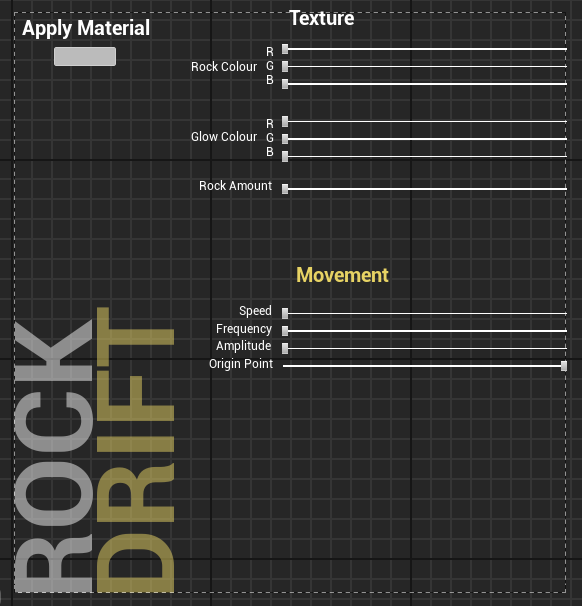 Apply Material
Texture
Rock Colour
R
G
B
Glow Colour
R
G
B
Rock Amount
Movement
Speed
Frequency
Amplitude
Origin Point
ROCK
DRIFT